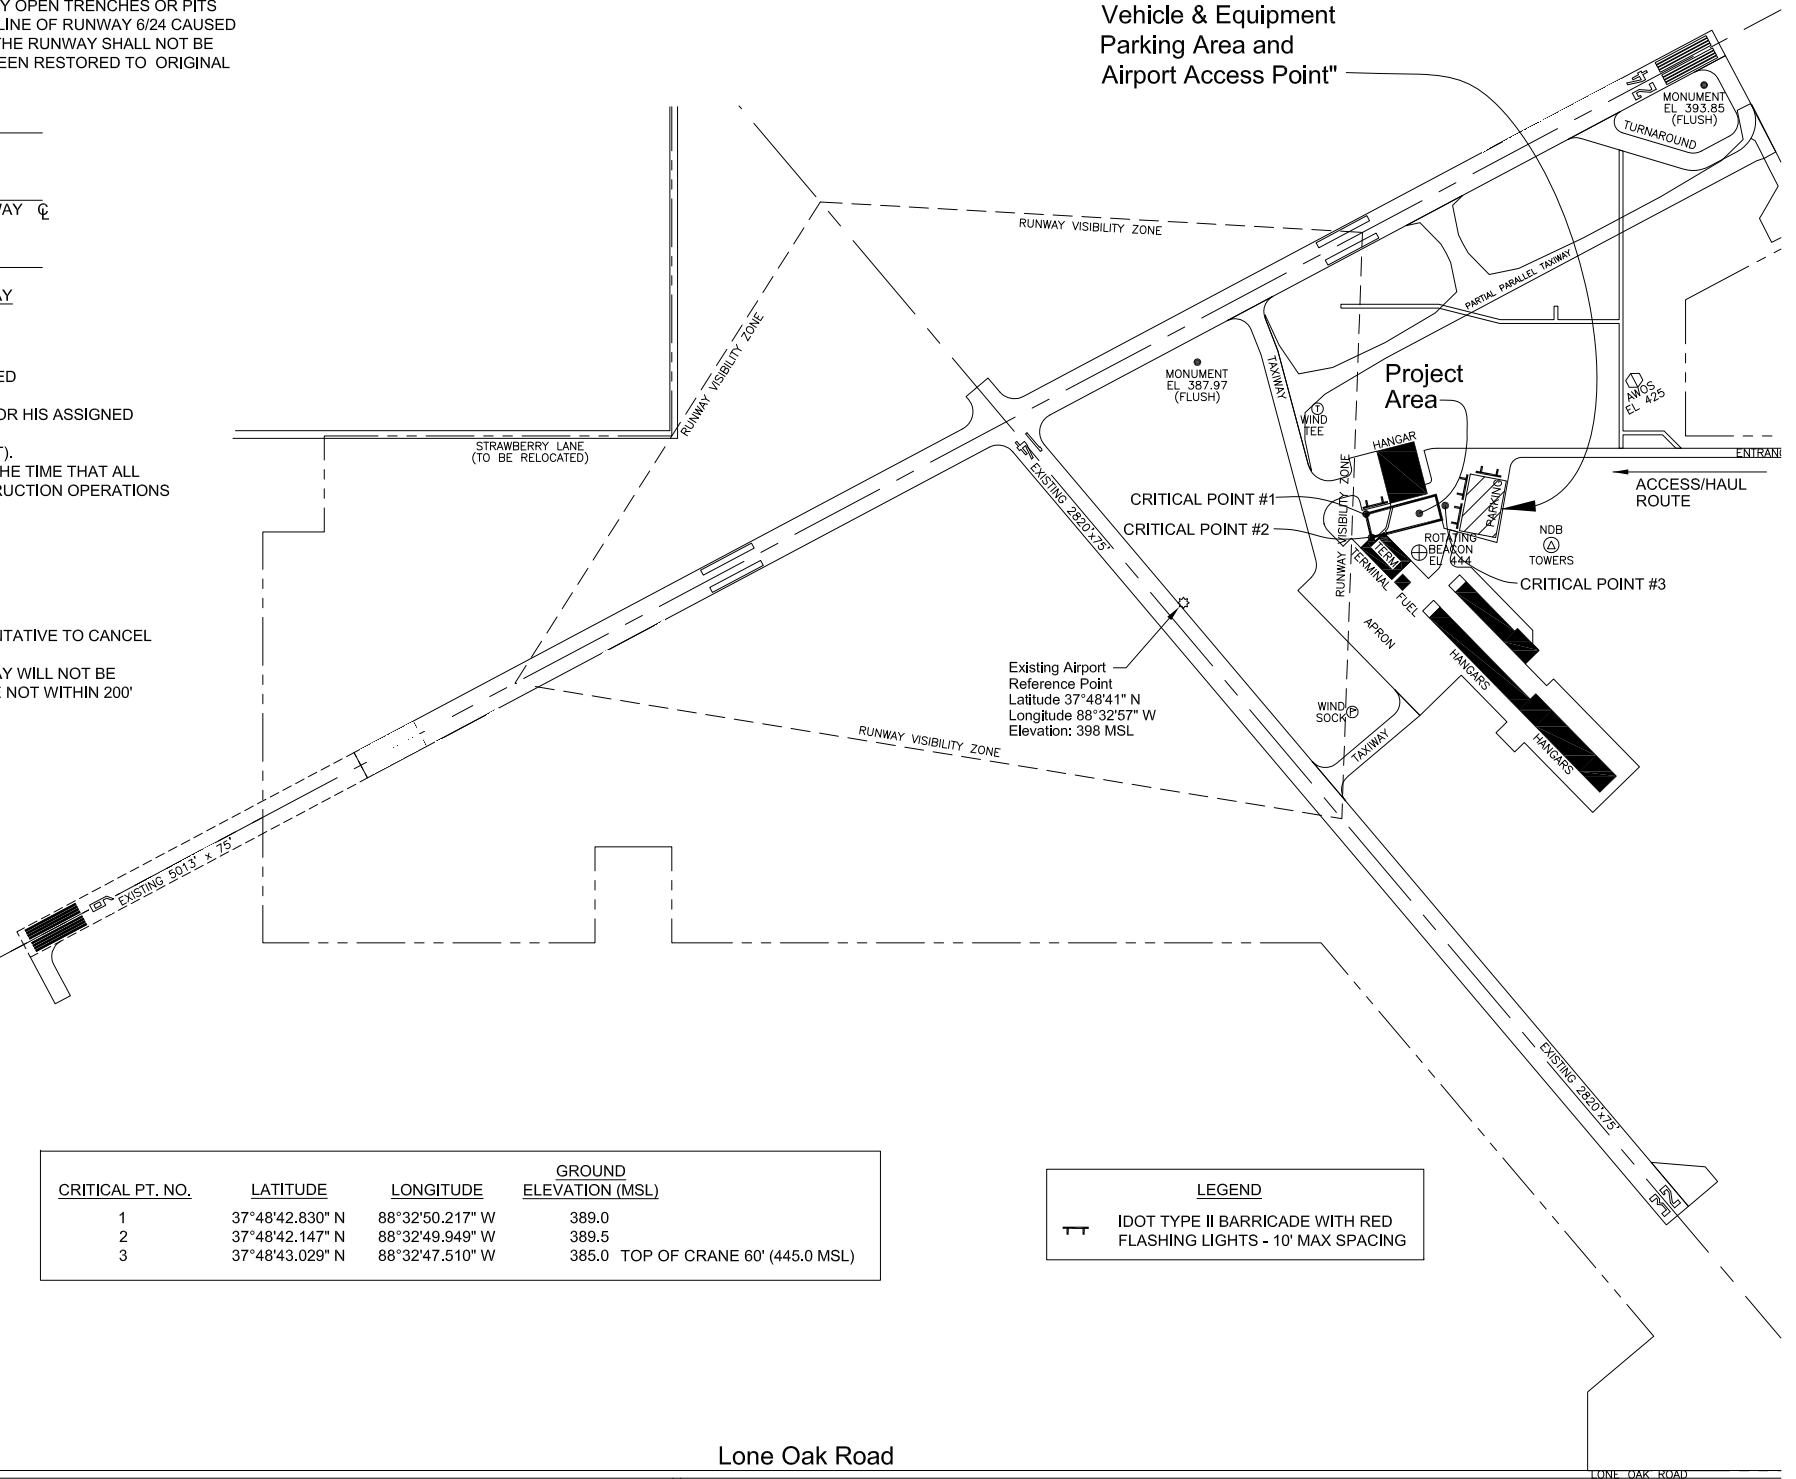 Y OPEN TRENCHES OR PITS
LINE OF RUNWAY 6/24 CAUSED
THE RUNWAY SHALL NOT BE
EEN RESTORED TO ORIGINAL
WAY ℄
AY
ED
OR HIS ASSIGNED
T).
HE TIME THAT ALL
RUCTION OPERATIONS
NTATIVE TO CANCEL
AY WILL NOT BE
E NOT WITHIN 200'
Vehicle & Equipment
Parking Area and
Airport Access Point"
24
MONUMENT
EL 393.85
(FLUSH)
TURNAROUND
RUNWAY VISIBILITY ZONE
PARTIAL PARALLEL TAXIWAY
RUNWAY VISIBILITY ZONE
MONUMENT
EL 387.97
(FLUSH)
TAXIWAY
Project
Area
AWOS
EL 425
WIND
TEE
T
HANGAR
STRAWBERRY LANE
(TO BE RELOCATED)
4
EXISTING 2820'x75'
ENTRANC
ACCESS/HAUL
ROUTE
PARKING
CRITICAL POINT #1
CRITICAL POINT #2
RUNWAY VISIBILITY ZONE
ROTATING
BEACON
EL 444
NDB
TOWERS
TERM
TERMINAL
FUEL
CRITICAL POINT #3
APRON
HANGARS
HANGARS
Existing Airport
Reference Point
Latitude 37°48'41" N
Longitude 88°32'57" W
Elevation: 398 MSL
WIND
SOCK
TAXIWAY
RUNWAY VISIBILITY ZONE
EXISTING 5013' x 75'
6
EXISTING 2820'x75'
22
CRITICAL PT. NO. LATITUDE LONGITUDE GROUND ELEVATION (MSL)
1 37°48'42.830" N 88°32'50.217" W 389.0
2 37°48'42.147" N 88°32'49.949" W 389.5
3 37°48'43.029" N 88°32'47.510" W 385.0 TOP OF CRANE 60' (445.0 MSL)
LEGEND
IDOT TYPE II BARRICADE WITH RED
FLASHING LIGHTS - 10' MAX SPACING
Lone Oak Road
LONE OAK ROAD